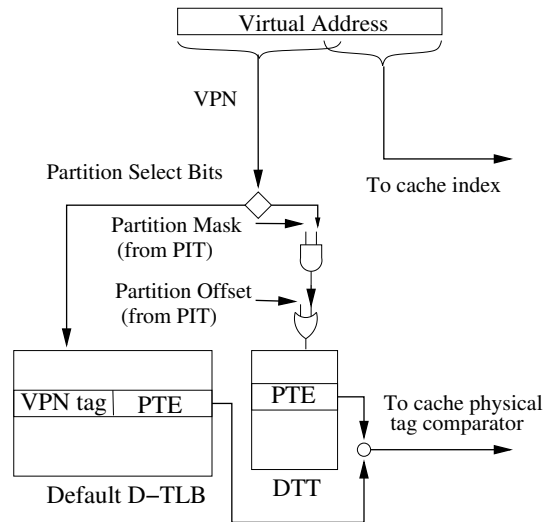 Virtual Address
VPN
Partition Select Bits
To cache index
Partition Mask
(from PIT)
Partition Offset
(from PIT)
VPN tag
PTE
PTE
To cache physical
tag comparator
Default D−TLB
DTT